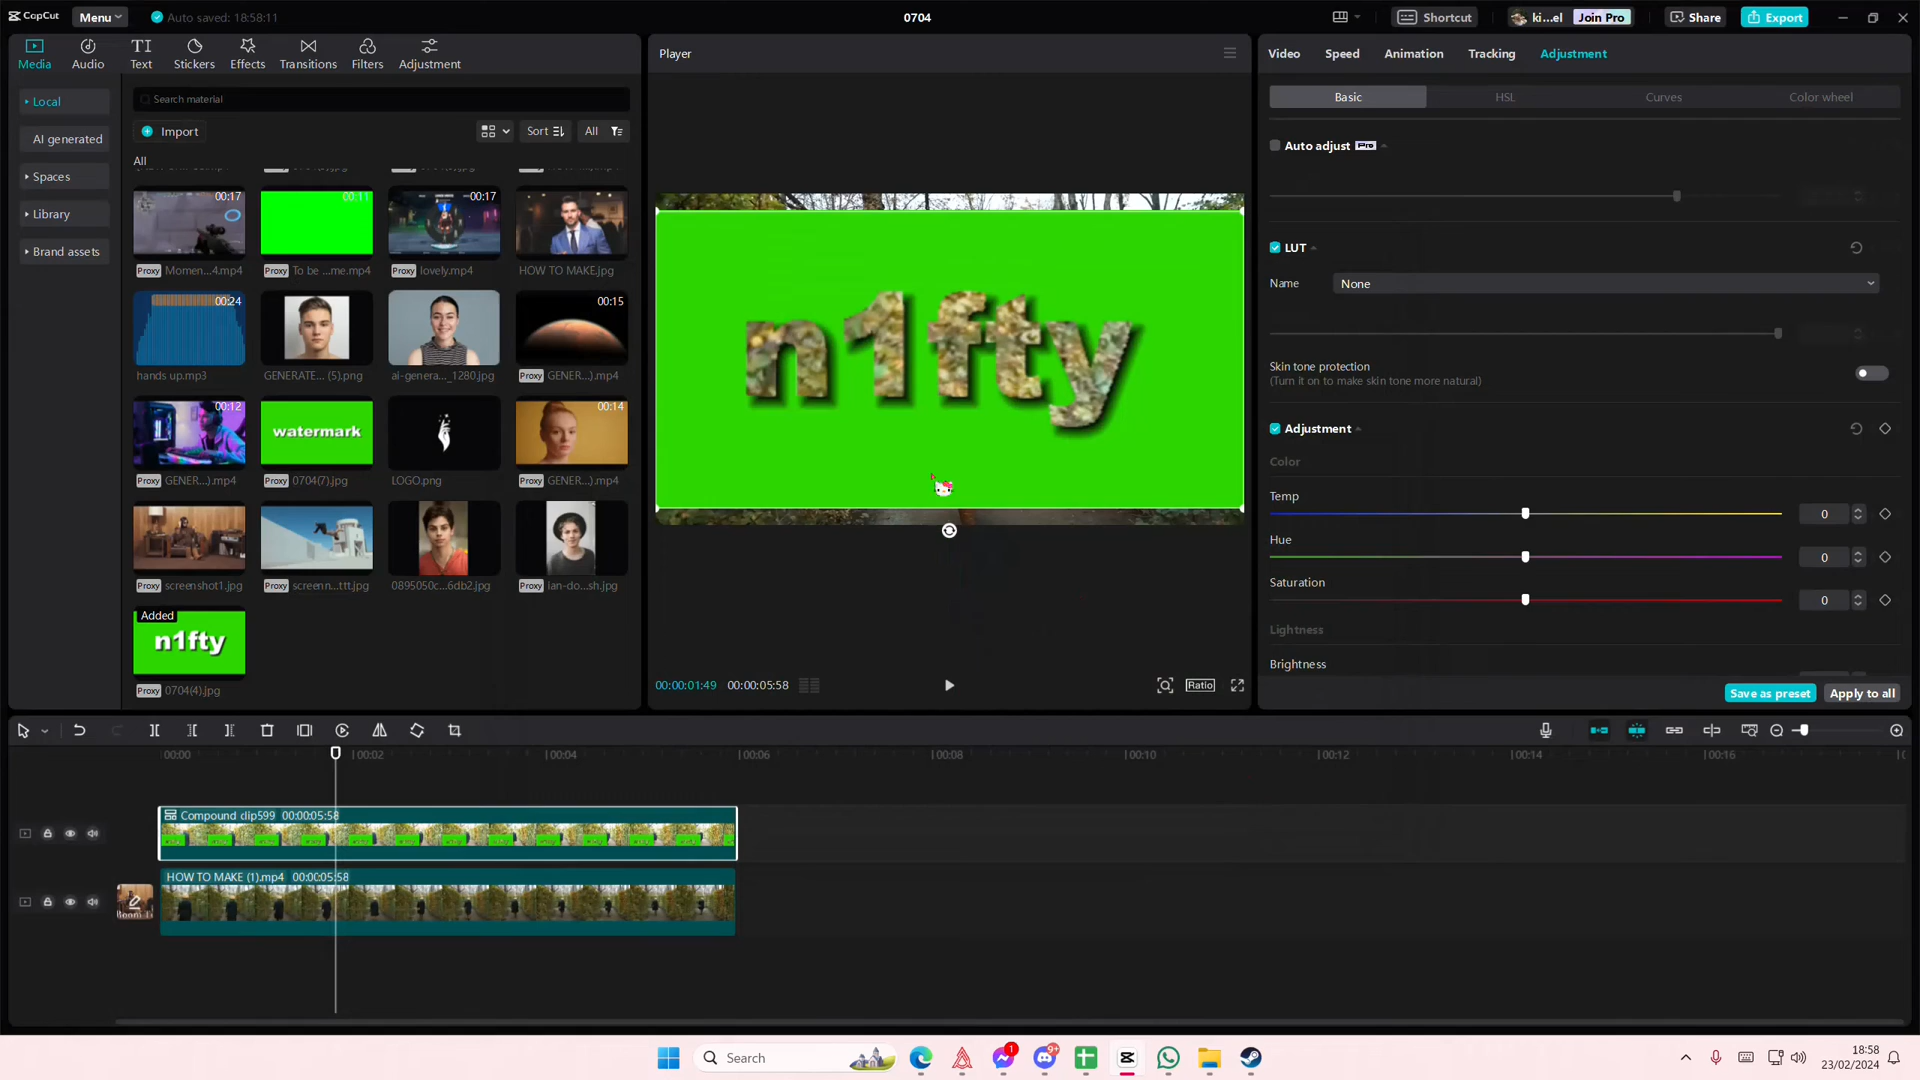 CapCut
Menu
Auto saved: 18:58:11
0704
Shortcut
ki...el
Join Pro
Share
Export
Media
Audio
Text
Stickers
Effects
Transitions
Filters
Adjustment
Local
AI generated
Spaces
Library
Brand assets
Search material
Import
Sort
All
All
00:17
00:11
00:17
Proxy Momen...4.mp4
Proxy To be ...me.mp4
Proxy lovely.mp4
HOW TO MAKE.jpg
00:24
00:15
hands up.mp3
GENERATE... (5).png
ai-genera..._1280.jpg
Proxy GENER...).mp4
00:12
watermark
00:14
Proxy GENER...).mp4
Proxy 0704(7).jpg
LOGO.png
Proxy GENER...).mp4
Proxy screenshot1.jpg
Proxy screenn...ttt.jpg
0895050c...6db2.jpg
Proxy ian-do...sh.jpg
Added
n1fty
Proxy 0704(4).jpg
Player
n1fty
00:00:01:49
00:00:05:58
Ratio
Video
Speed
Animation
Tracking
Adjustment
Basic
HSL
Curves
Color wheel
Auto adjust Pro
LUT
Name
None
Skin tone protection
(Turn it on to make skin tone more natural)
Adjustment
Color
Temp
0
Hue
0
Saturation
0
Lightness
Brightness
Save as preset
Apply to all
00:00
00:02
00:04
00:06
00:08
00:10
00:12
00:14
00:16
Compound clip599 00:00:05:58
HOW TO MAKE (1).mp4 00:00:05:58
Search
1
9+
18:58
23/02/2024